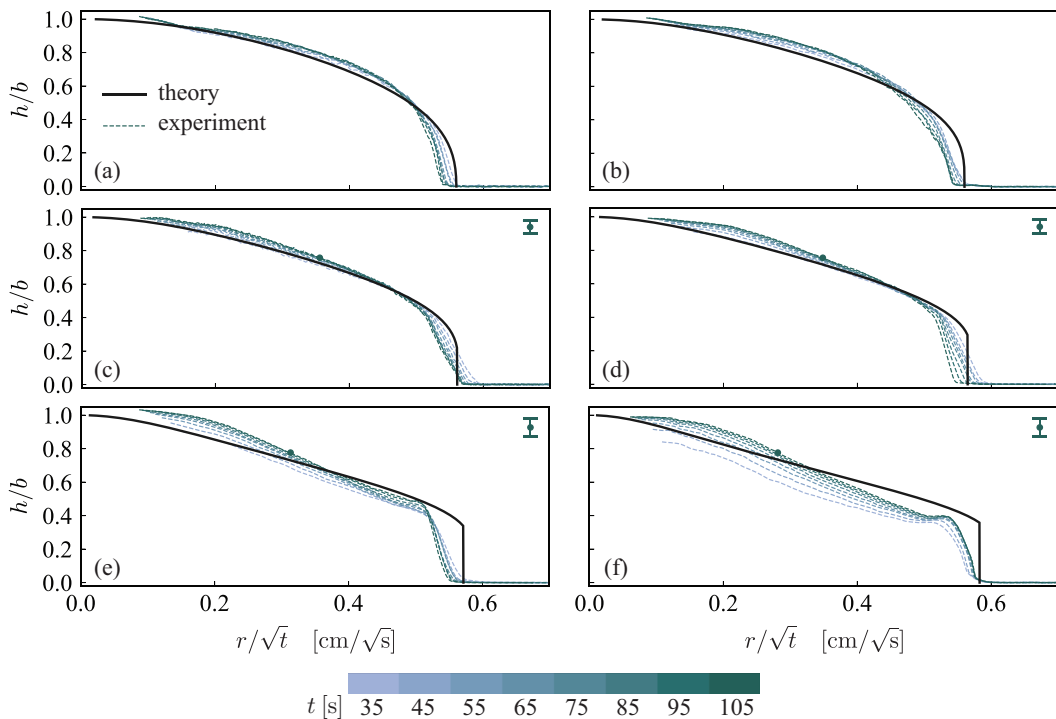 1.0
0.8
0.6
0.4
0.2
0.0
h/b
theory
experiment
(a)
(b)
1.0
0.8
0.6
0.4
0.2
0.0
h/b
(c)
(d)
1.0
0.8
0.6
0.4
0.2
0.0
h/b
(e)
(f)
0.0 0.2 0.4 0.6
0.0 0.2 0.4 0.6
r/√t [cm/√s]
r/√t [cm/√s]
t [s] 35 45 55 65 75 85 95 105